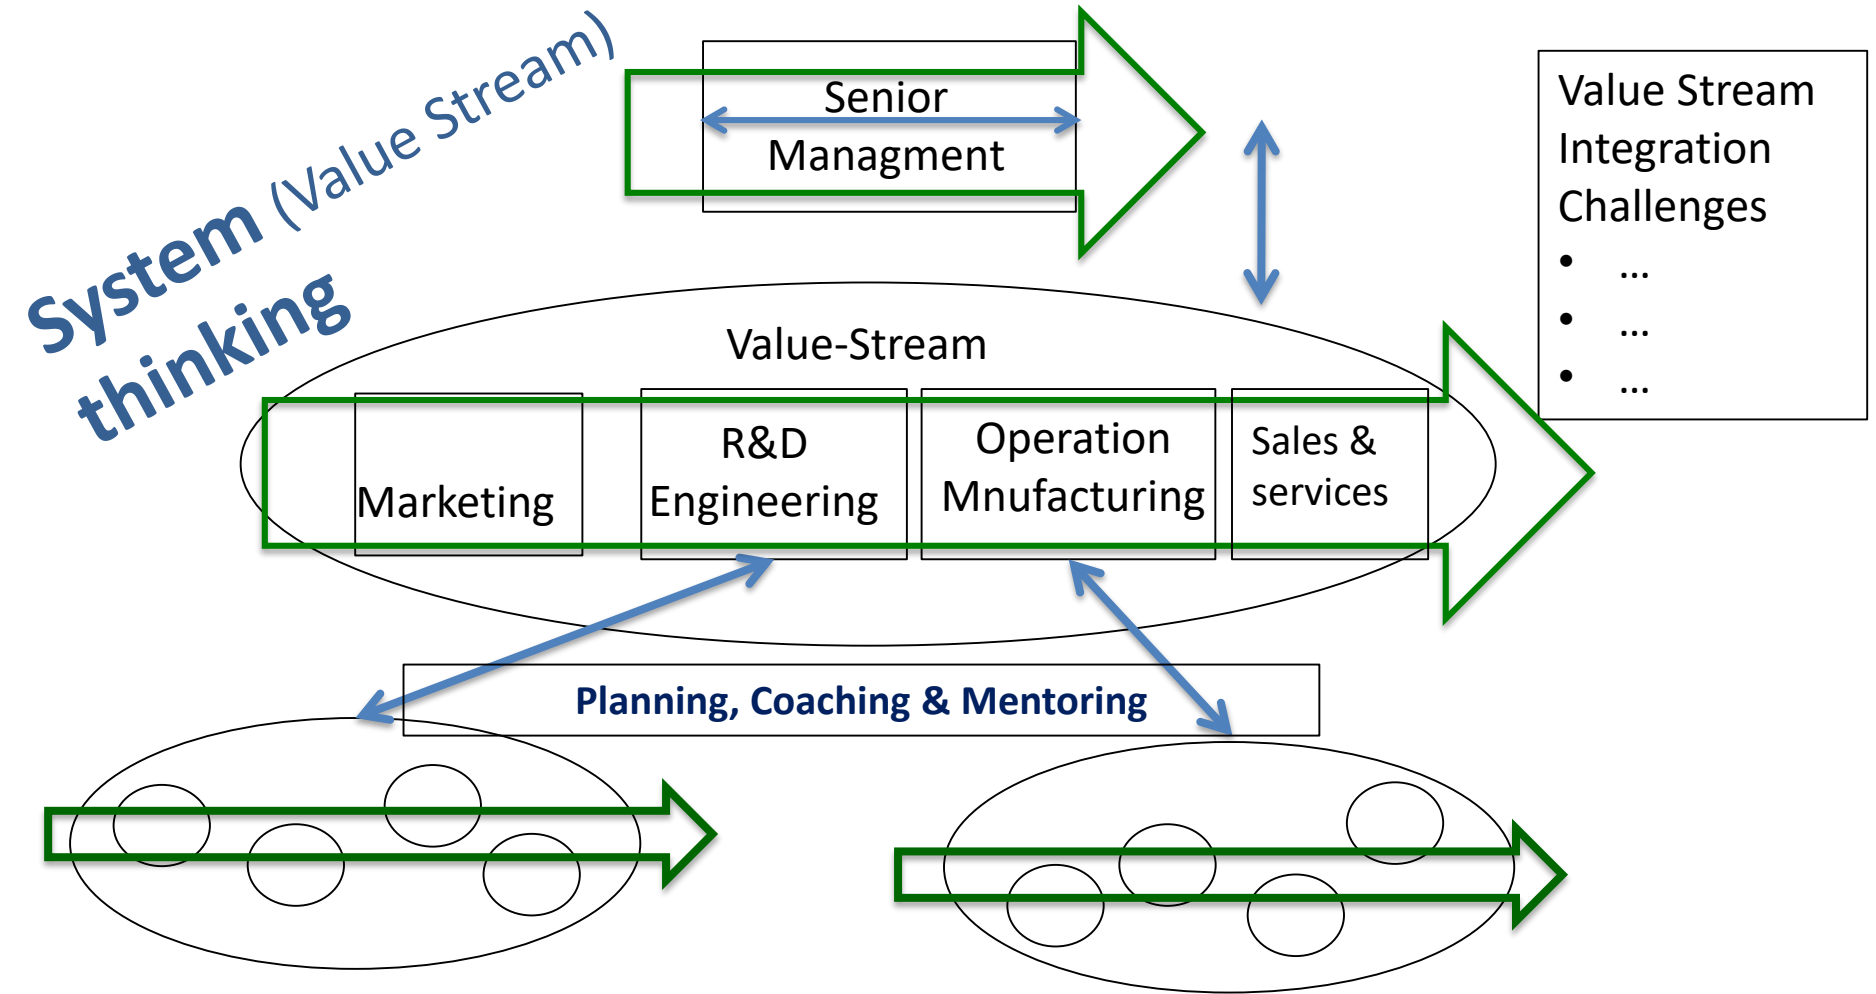 System (Value Stream)
thinking
Senior
Managment
Value Stream
Integration
Challenges
• ...
• ...
• ...
Value-Stream
Marketing
R&D
Engineering
Operation
Mnufacturing
Sales &
services
Planning, Coaching & Mentoring